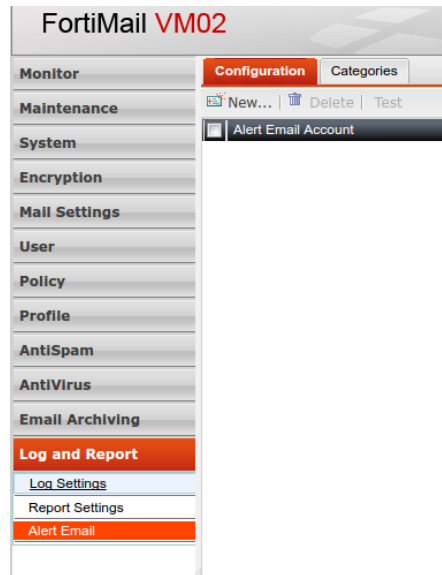 FortiMail VM02
Monitor
Maintenance
System
Encryption
Mail Settings
User
Policy
Profile
AntiSpam
AntiVirus
Email Archiving
Log and Report
Log Settings
Report Settings
Alert Email
Configuration Categories
New... | Delete | Test
Alert Email Account